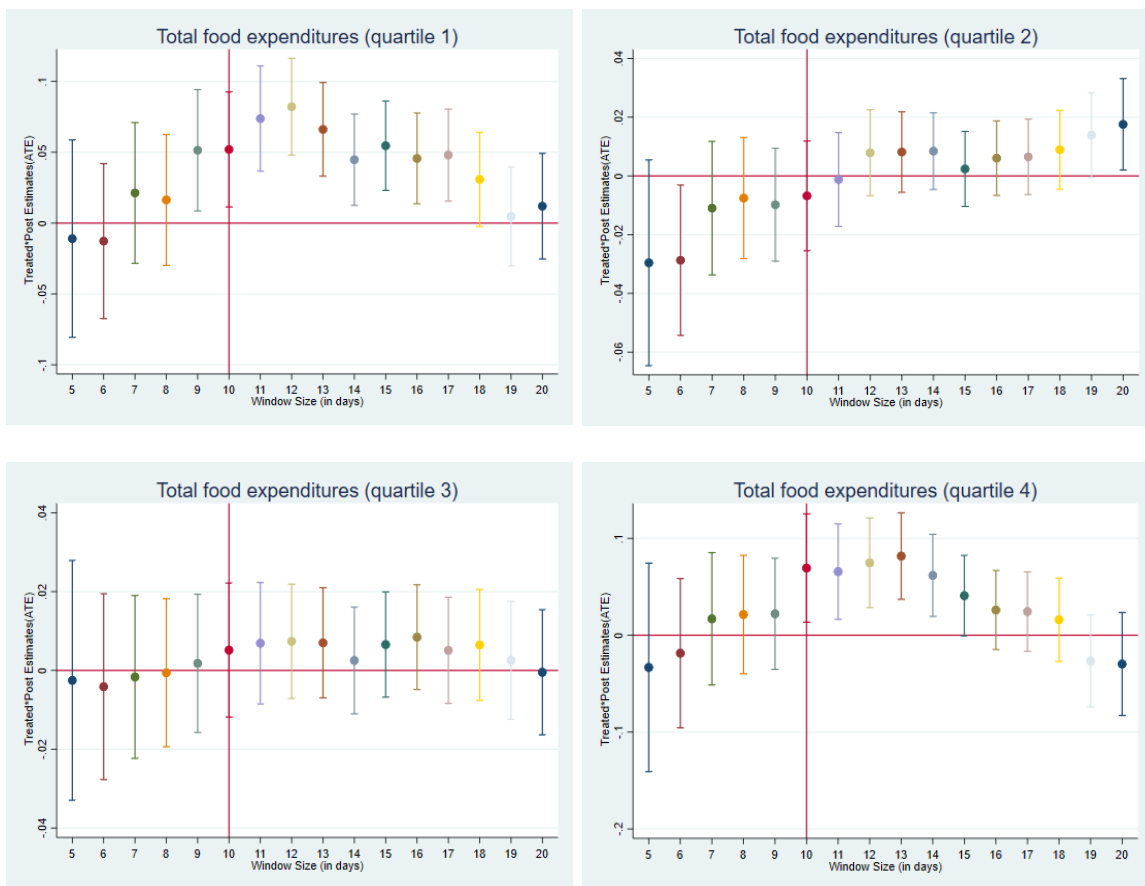 Total food expenditures (quartile 1)
Treated*Post Estimates(ATE)
.1
.05
0
-.05
-.1
5 6 7 8 9 10 11 12 13 14 15 16 17 18 19 20
Window Size (in days)
Total food expenditures (quartile 2)
Treated*Post Estimates(ATE)
.04
.02
0
-.02
-.04
-.06
5 6 7 8 9 10 11 12 13 14 15 16 17 18 19 20
Window Size (in days)
Total food expenditures (quartile 3)
Treated*Post Estimates(ATE)
.04
.02
0
-.02
-.04
5 6 7 8 9 10 11 12 13 14 15 16 17 18 19 20
Window Size (in days)
Total food expenditures (quartile 4)
Treated*Post Estimates(ATE)
.1
0
-.1
-.2
5 6 7 8 9 10 11 12 13 14 15 16 17 18 19 20
Window Size (in days)